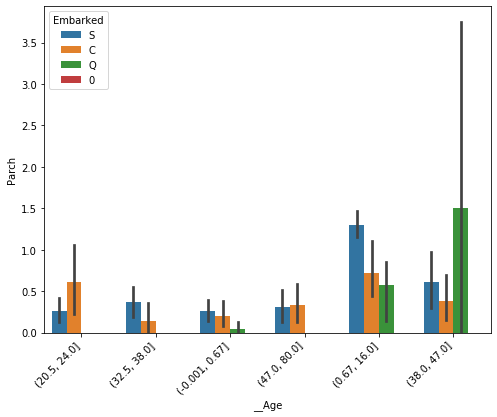 Embarked
S
C
Q
0
3.5
3.0
2.5
2.0
1.5
1.0
0.5
0.0
Parch
(20.5, 24.0]
(32.5, 38.0]
(-0.001, 0.67]
(47.0, 80.0]
(0.67, 16.0]
(38.0, 47.0]
__Age